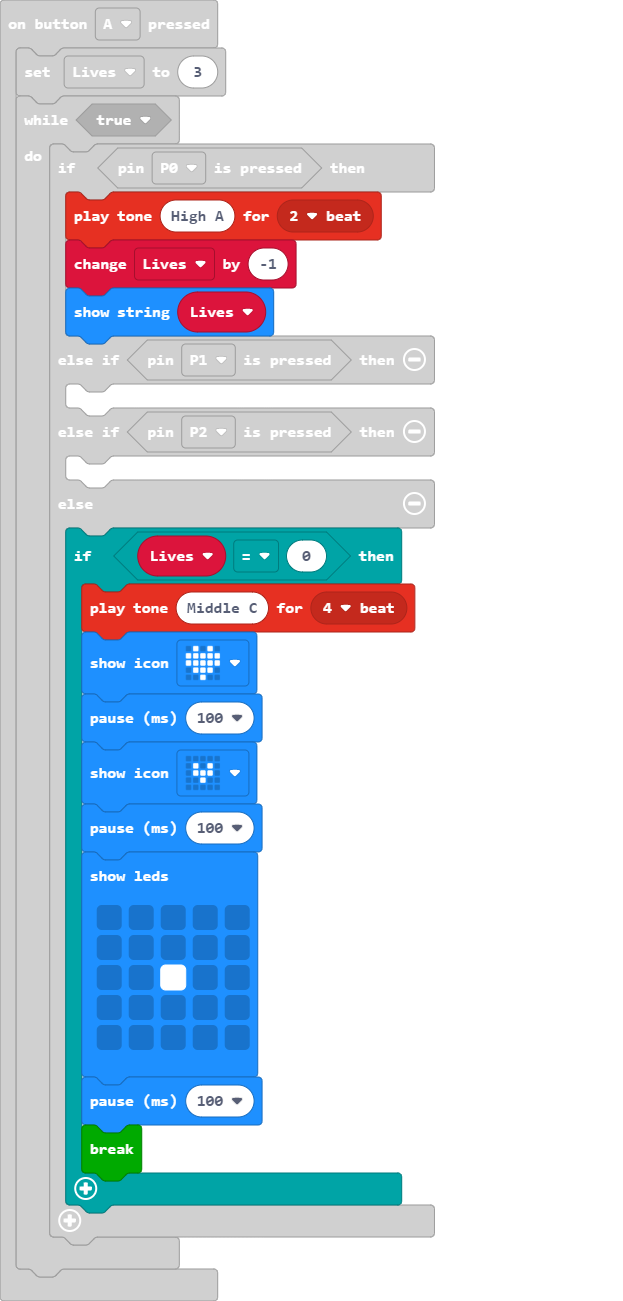 on button A pressed
set Lives to 3
while true
do
if pin P0 is pressed then
play tone High A for 2 beat
change Lives by -1
show string Lives
else if pin P1 is pressed then
else if pin P2 is pressed then
else
if Lives = 0 then
play tone Middle C for 4 beat
show icon
pause (ms) 100
show icon
pause (ms) 100
show leds
pause (ms) 100
break